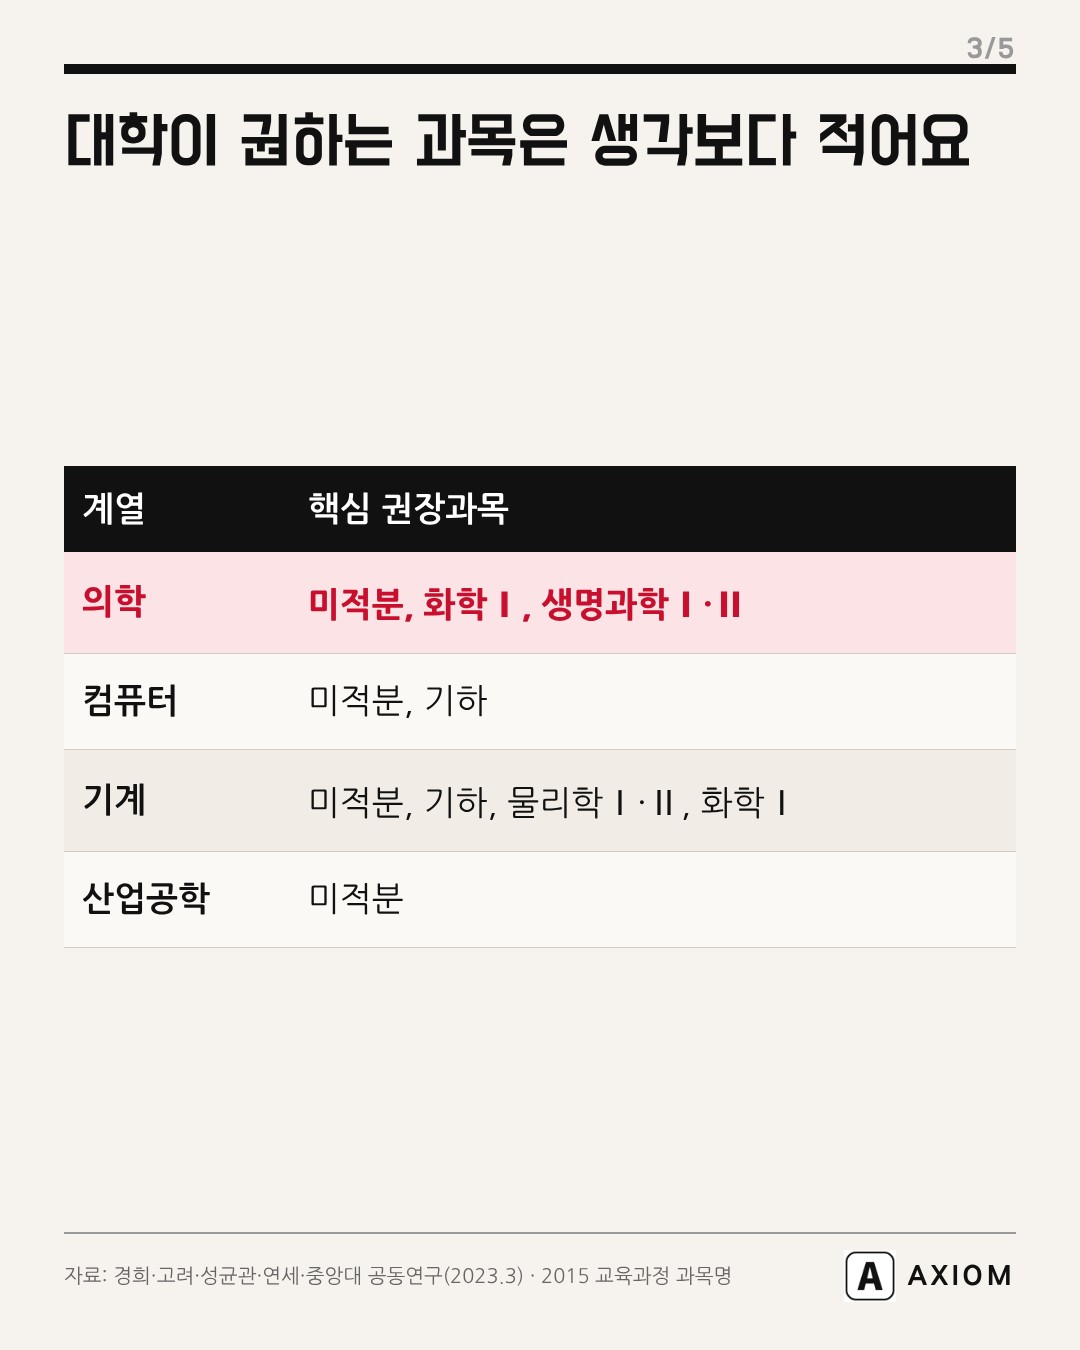 3/5
대학이 권하는 과목은 생각보다 적어요
계열 핵심 권장과목
의학 미적분, 화학 Ⅰ, 생명과학 Ⅰ·Ⅱ
컴퓨터 미적분, 기하
기계 미적분, 기하, 물리학 Ⅰ·Ⅱ, 화학 Ⅰ
산업공학 미적분
자료: 경희·고려·성균관·연세·중앙대 공동연구(2023.3) · 2015 교육과정 과목명
A AXIOM